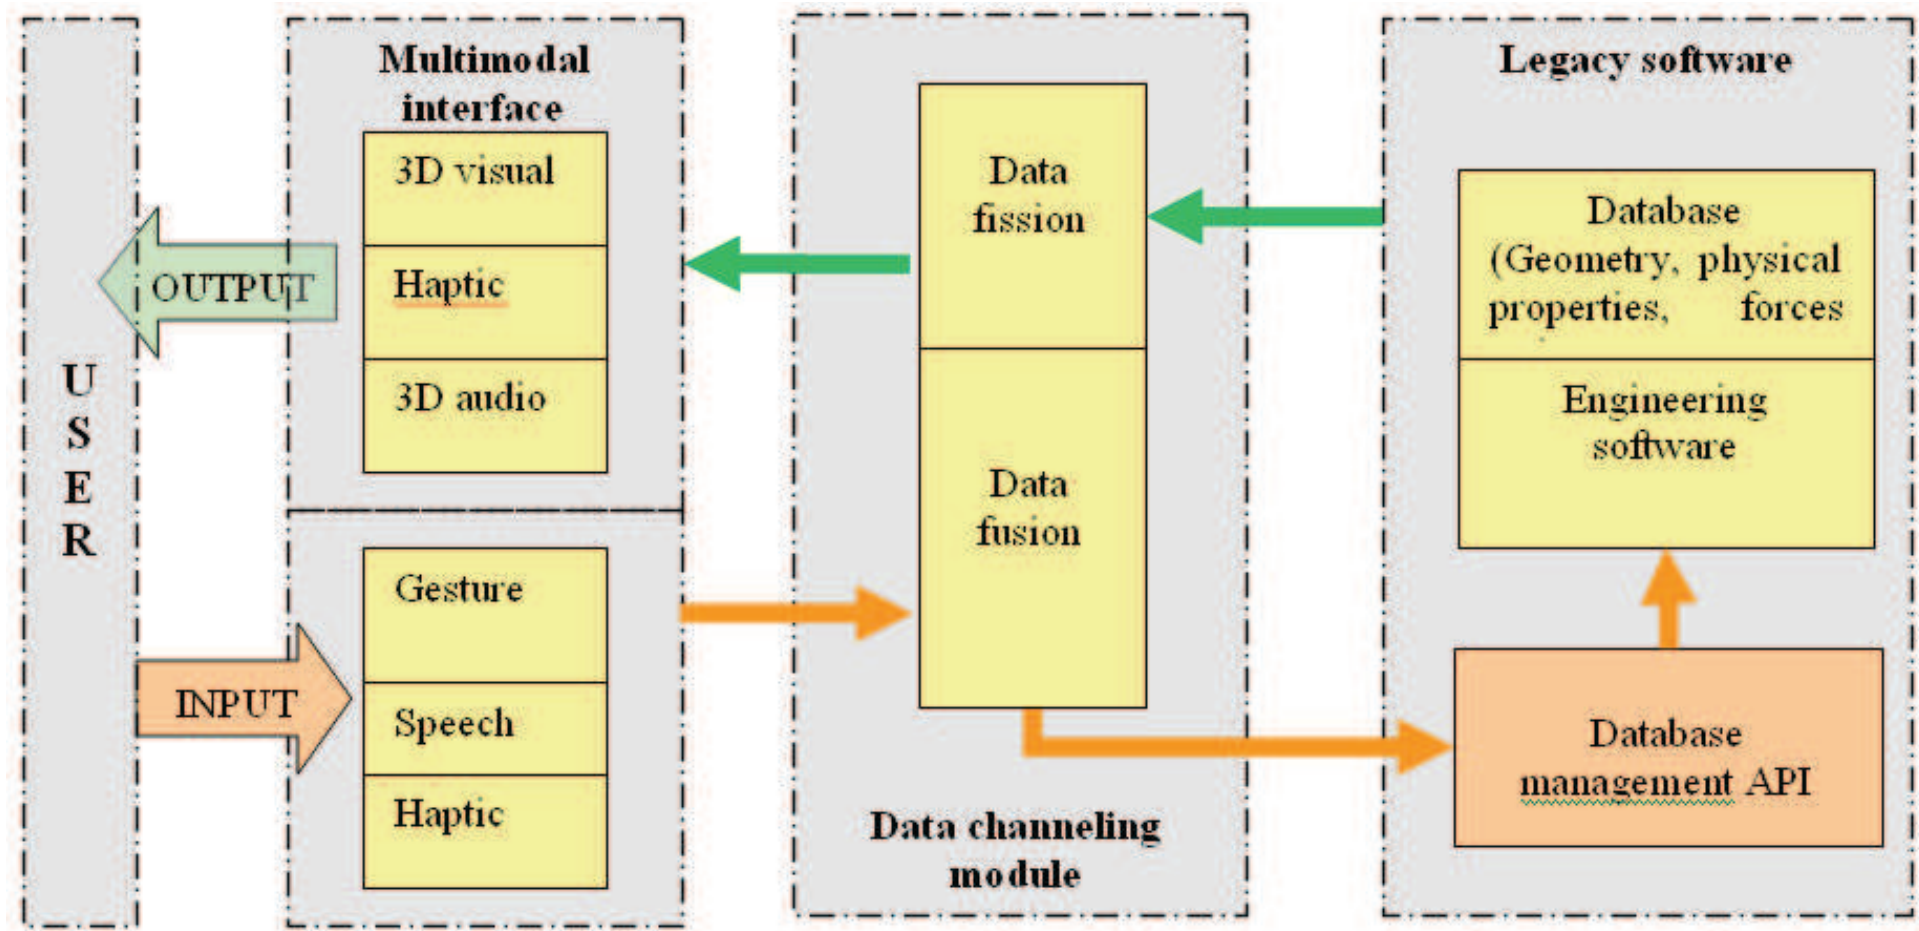 USER
OUTPUT
INPUT
Multimodal
interface
3D visual
Haptic
3D audio
Gesture
Speech
Haptic
Data
fission
Data
fusion
Data channeling
module
Legacy software
Database
(Geometry, physical
properties, forces
Engineering
software
Database
management API